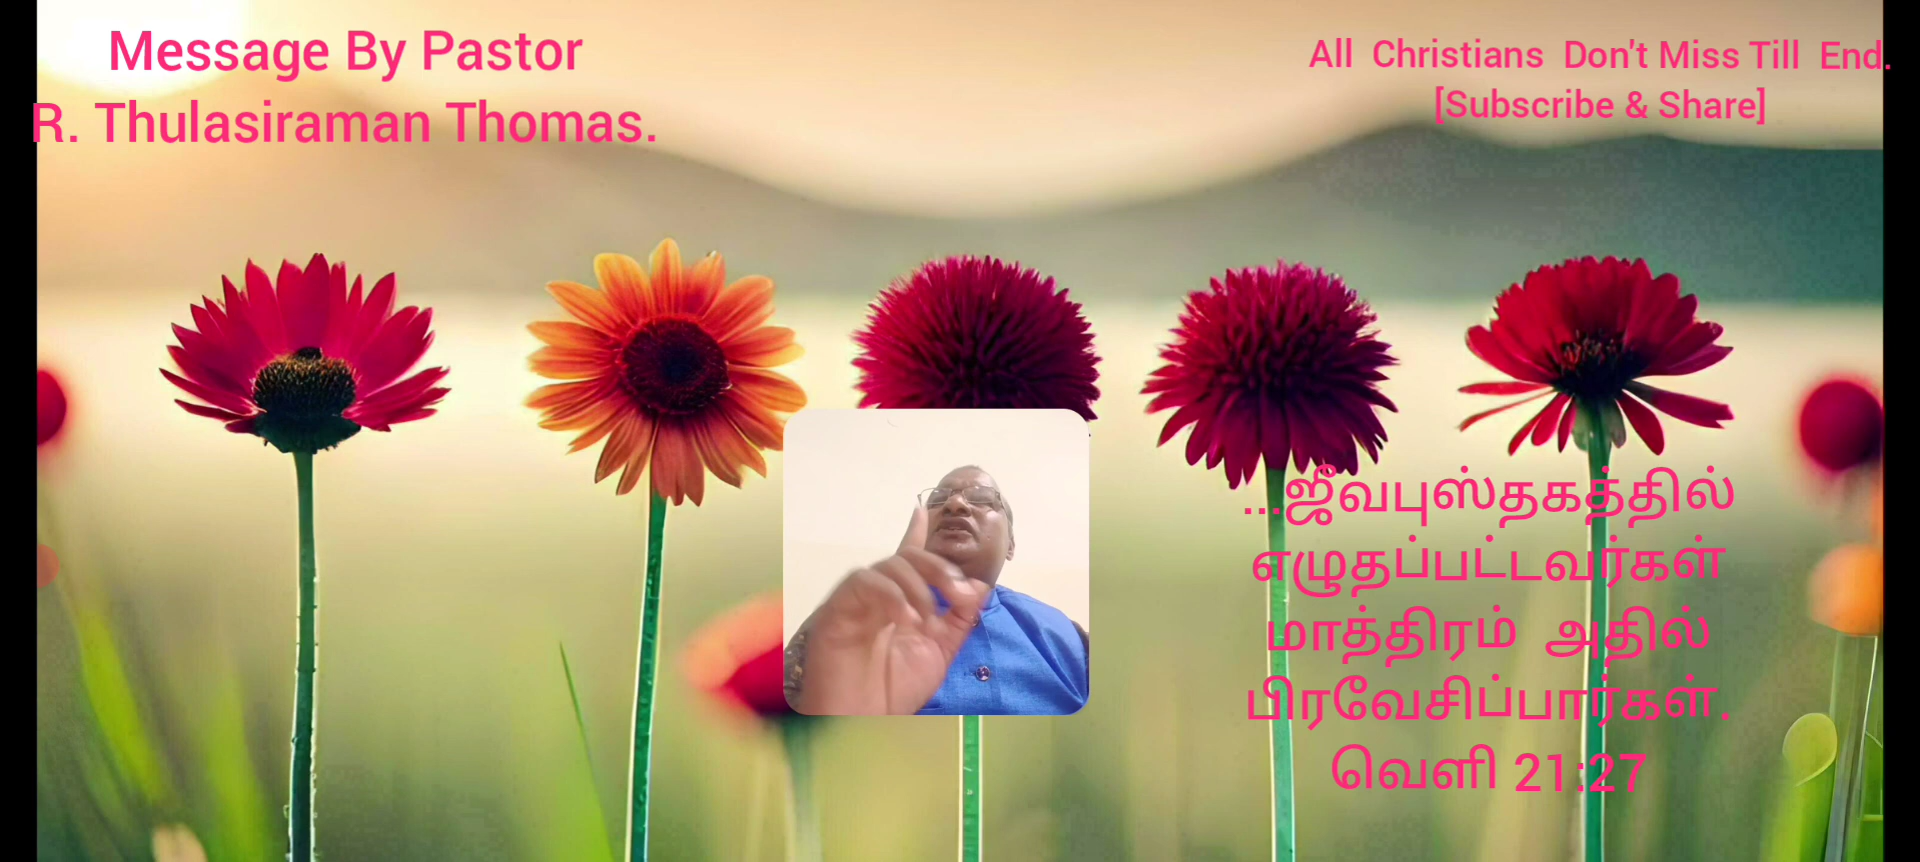 Message By Pastor
R. Thulasiraman Thomas.
All Christians Don't Miss Till End.
[Subscribe & Share]
...ஜீவபுஸ்தகத்தில்
எழுதப்பட்டவர்கள்
மாத்திரம் அதில்
பிரவேசிப்பார்கள்.
வெளி 21:27